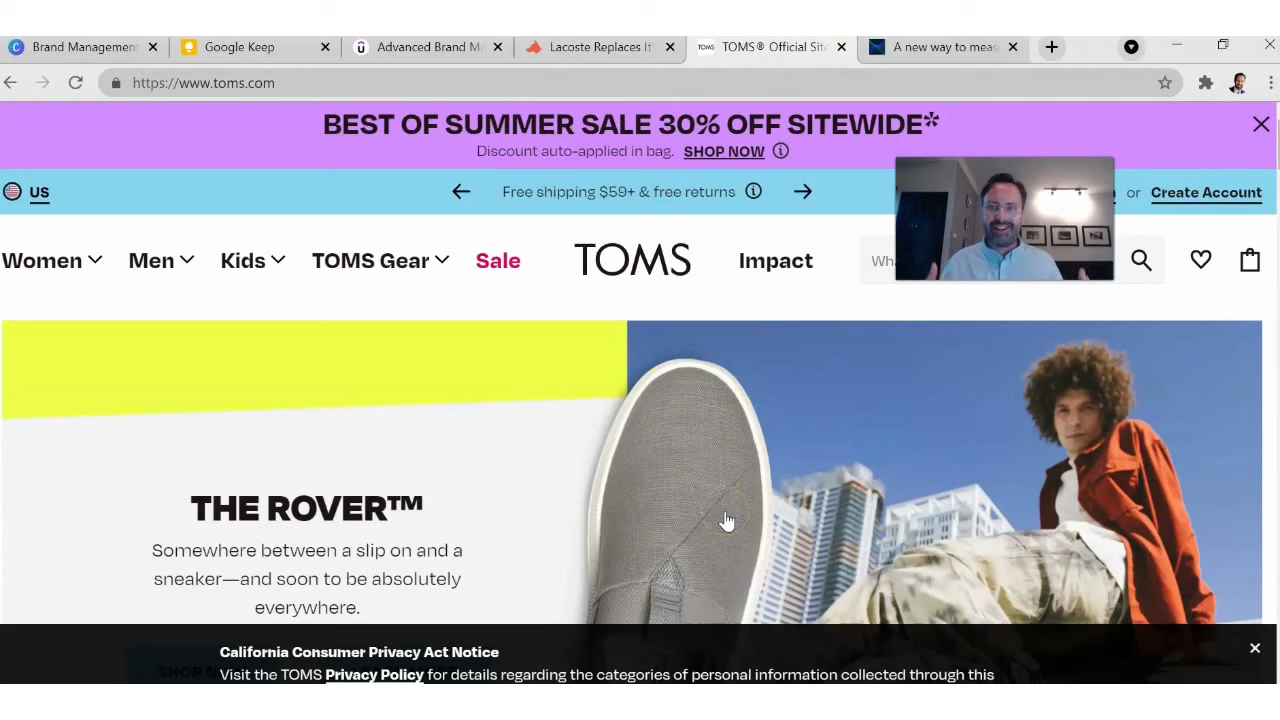 Brand Management
Google Keep
Advanced Brand M
Lacoste Replaces It
TOMS
TOMS® Official Sit
A new way to meas
https://www.toms.com
BEST OF SUMMER SALE 30% OFF SITEWIDE*
Discount auto-applied in bag. SHOP NOW
US
Free shipping $59+ & free returns
or Create Account
Women
Men
Kids
TOMS Gear
Sale
TOMS
Impact
THE ROVER™
Somewhere between a slip on and a
sneaker—and soon to be absolutely
everywhere.
California Consumer Privacy Act Notice
Visit the TOMS Privacy Policy for details regarding the categories of personal information collected through this